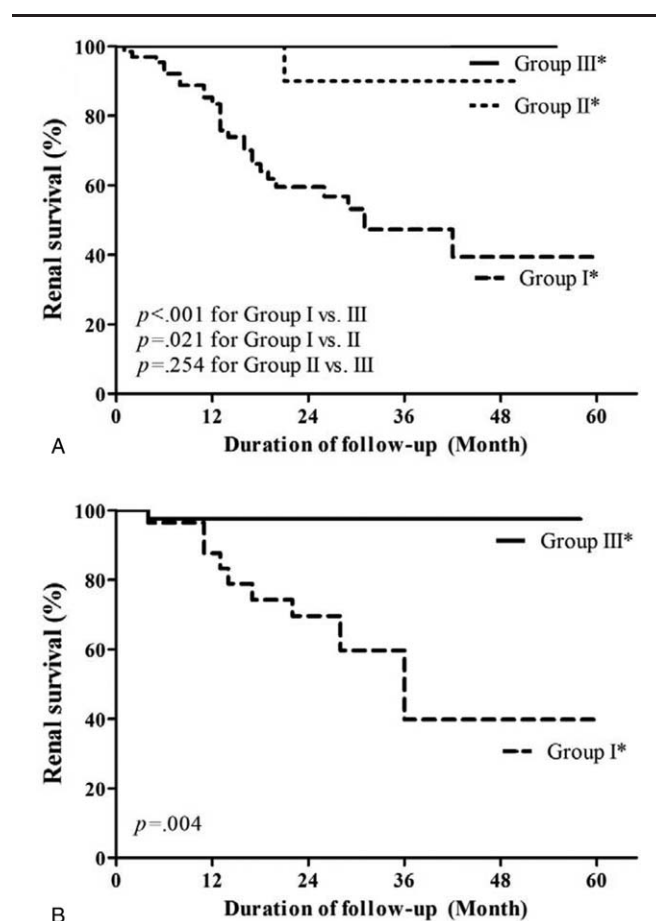 100
80
60
40
20
0
Renal survival (%)
Group III*
Group II*
Group I*
p<.001 for Group I vs. III
p=.021 for Group I vs. II
p=.254 for Group II vs. III
0 12 24 36 48 60
A
Duration of follow-up (Month)
100
80
60
40
20
0
Renal survival (%)
Group III*
Group I*
p=.004
0 12 24 36 48 60
B
Duration of follow-up (Month)